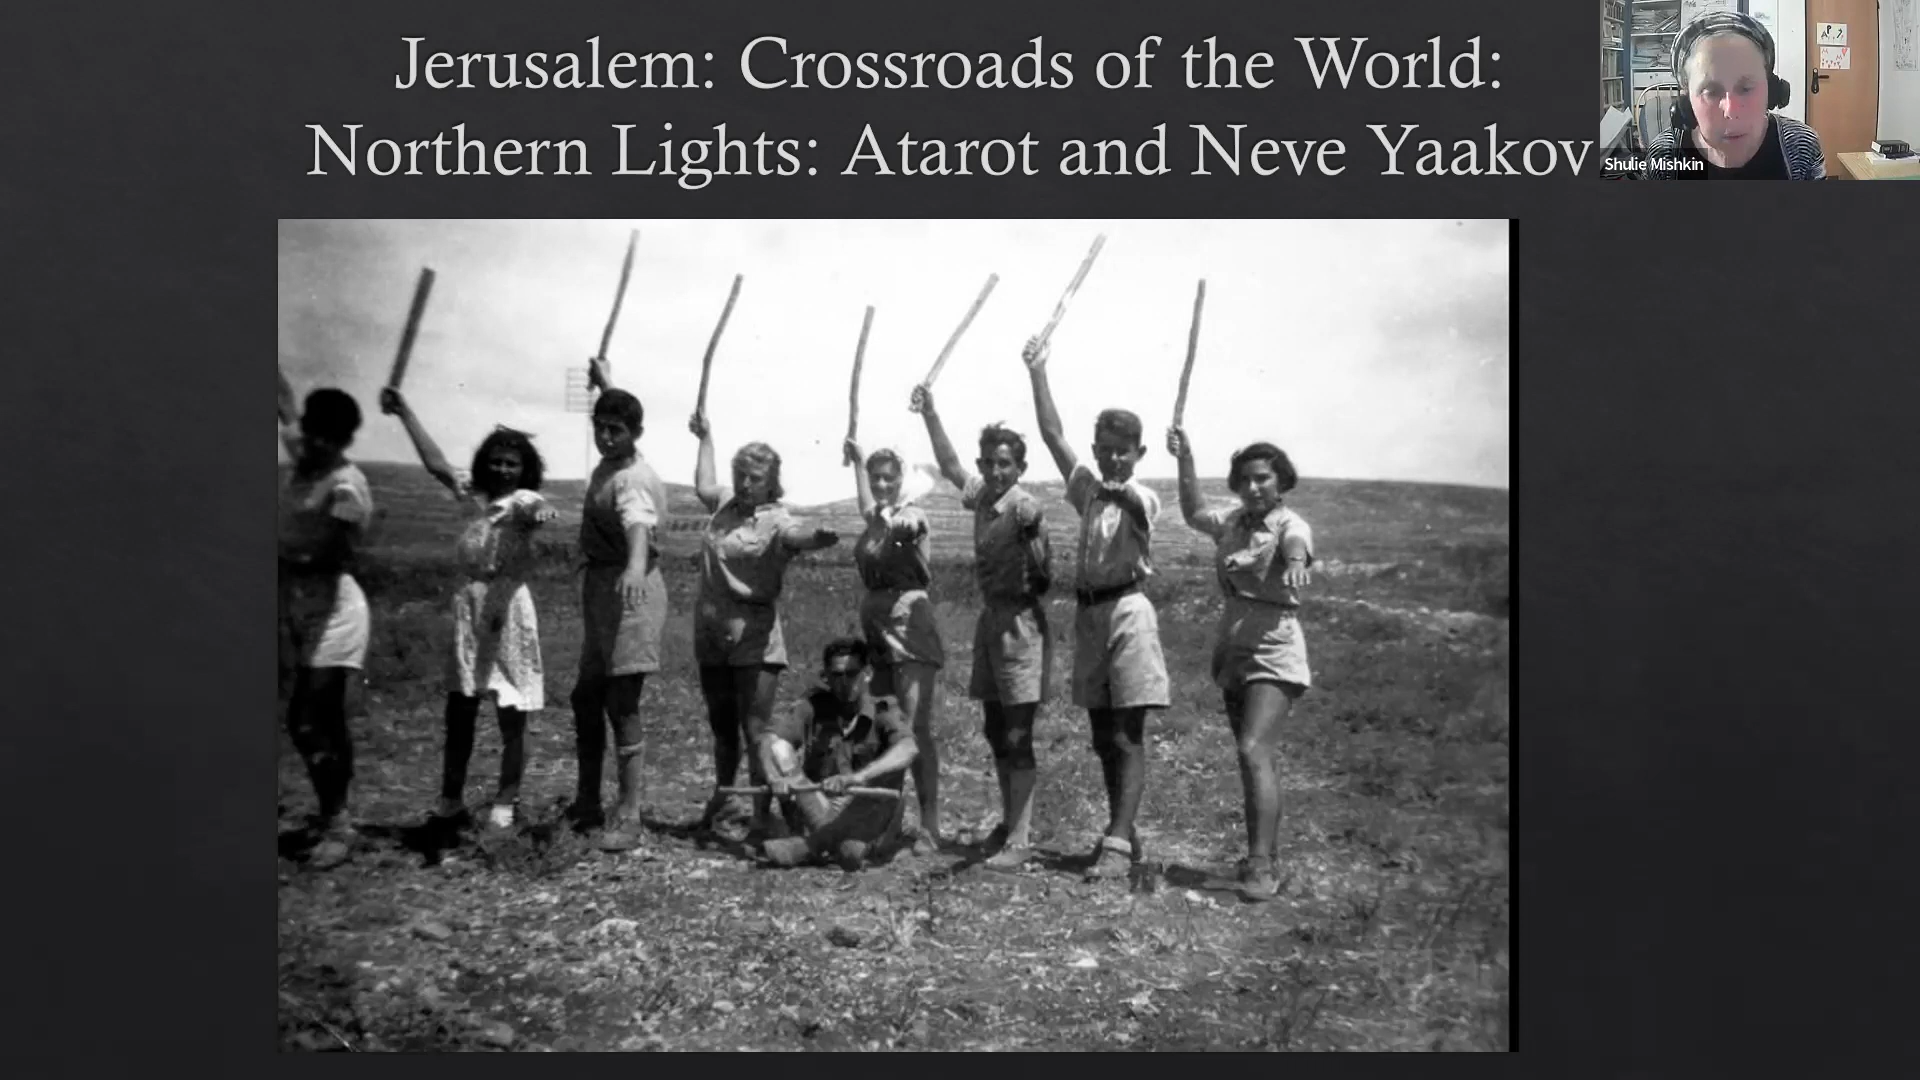 Jerusalem: Crossroads of the World:
Northern Lights: Atarot and Neve Yaakov
Shulie Mishkin